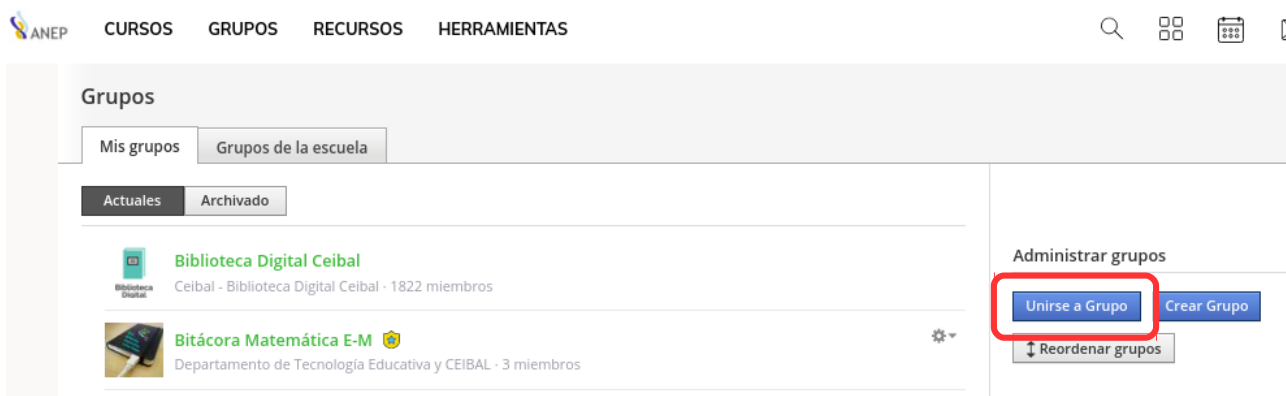 ANEP CURSOS GRUPOS RECURSOS HERRAMIENTAS
Grupos
Mis grupos Grupos de la escuela
Actuales Archivado
Biblioteca Digital Ceibal
Ceibal - Biblioteca Digital Ceibal · 1822 miembros
Biblioteca
Digital
Bitácora Matemática E-M
Departamento de Tecnología Educativa y CEIBAL · 3 miembros
Administrar grupos
Unirse a Grupo Crear Grupo
Reordenar grupos